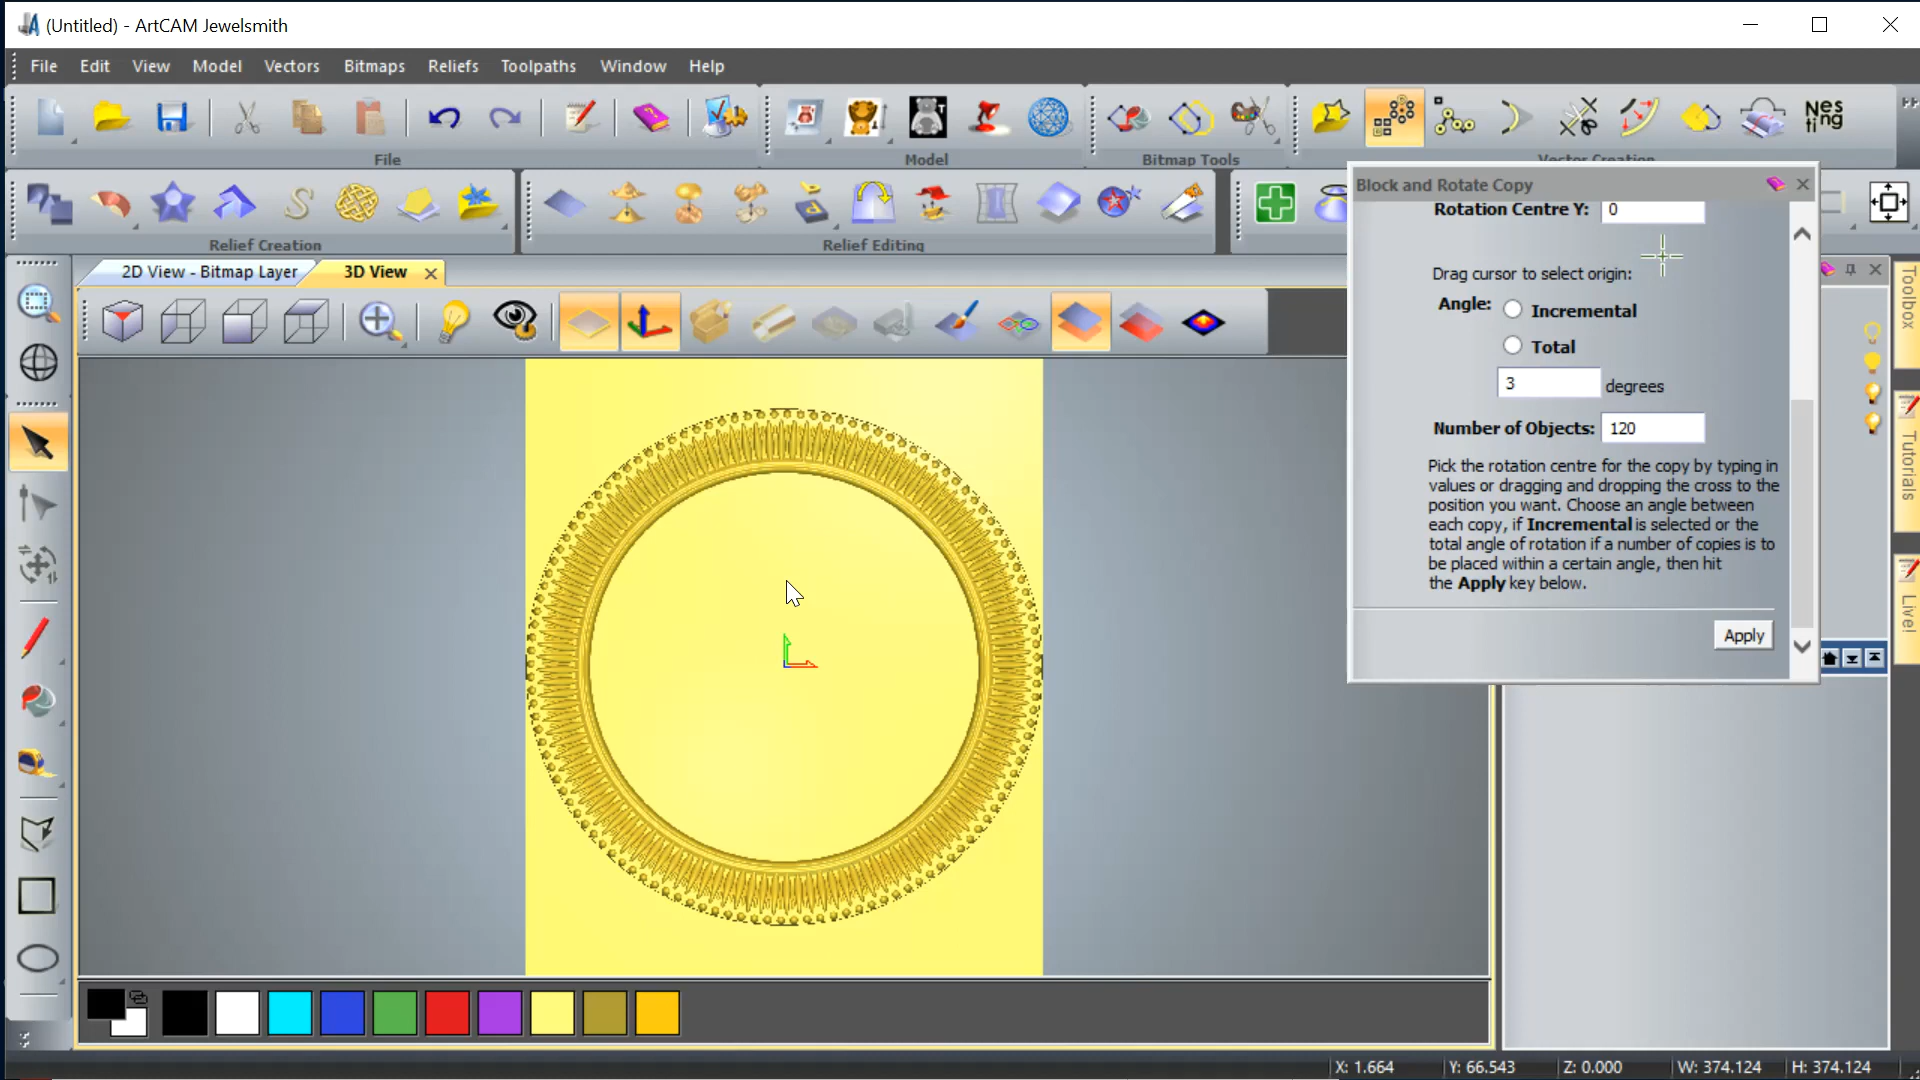 (Untitled) - ArtCAM Jewelsmith
File Edit View Model Vectors Bitmaps Reliefs Toolpaths Window Help
Nes
ting
File Model Bitmap Tools Vector Creation
Relief Creation Relief Editing
Block and Rotate Copy
Rotation Centre Y: 0
Drag cursor to select origin:
Angle: Incremental
Total
3 degrees
Number of Objects: 120
Pick the rotation centre for the copy by typing in
values or dragging and dropping the cross to the
position you want. Choose an angle between
each copy, if Incremental is selected or the
total angle of rotation if a number of copies is to
be placed within a certain angle, then hit
the Apply key below.
Apply
2D View - Bitmap Layer 3D View
Toolbox
Tutorials
Live!
X: 1.664 Y: 66.543 Z: 0.000 W: 374.124 H: 374.124